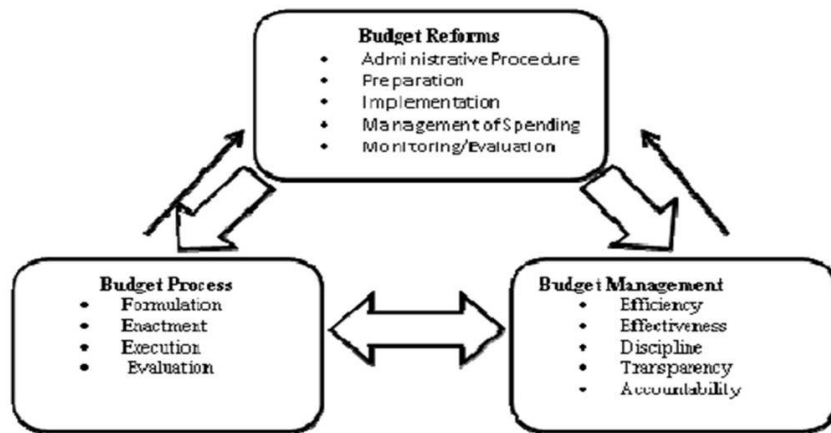 Budget Reforms
• Administrative Procedure
• Preparation
• Implementation
• Management of Spending
• Monitoring/Evaluation
Budget Process
• Formulation
• Enactment
• Execution
• Evaluation
Budget Management
• Efficiency
• Effectiveness
• Discipline
• Transparency
• Accountability